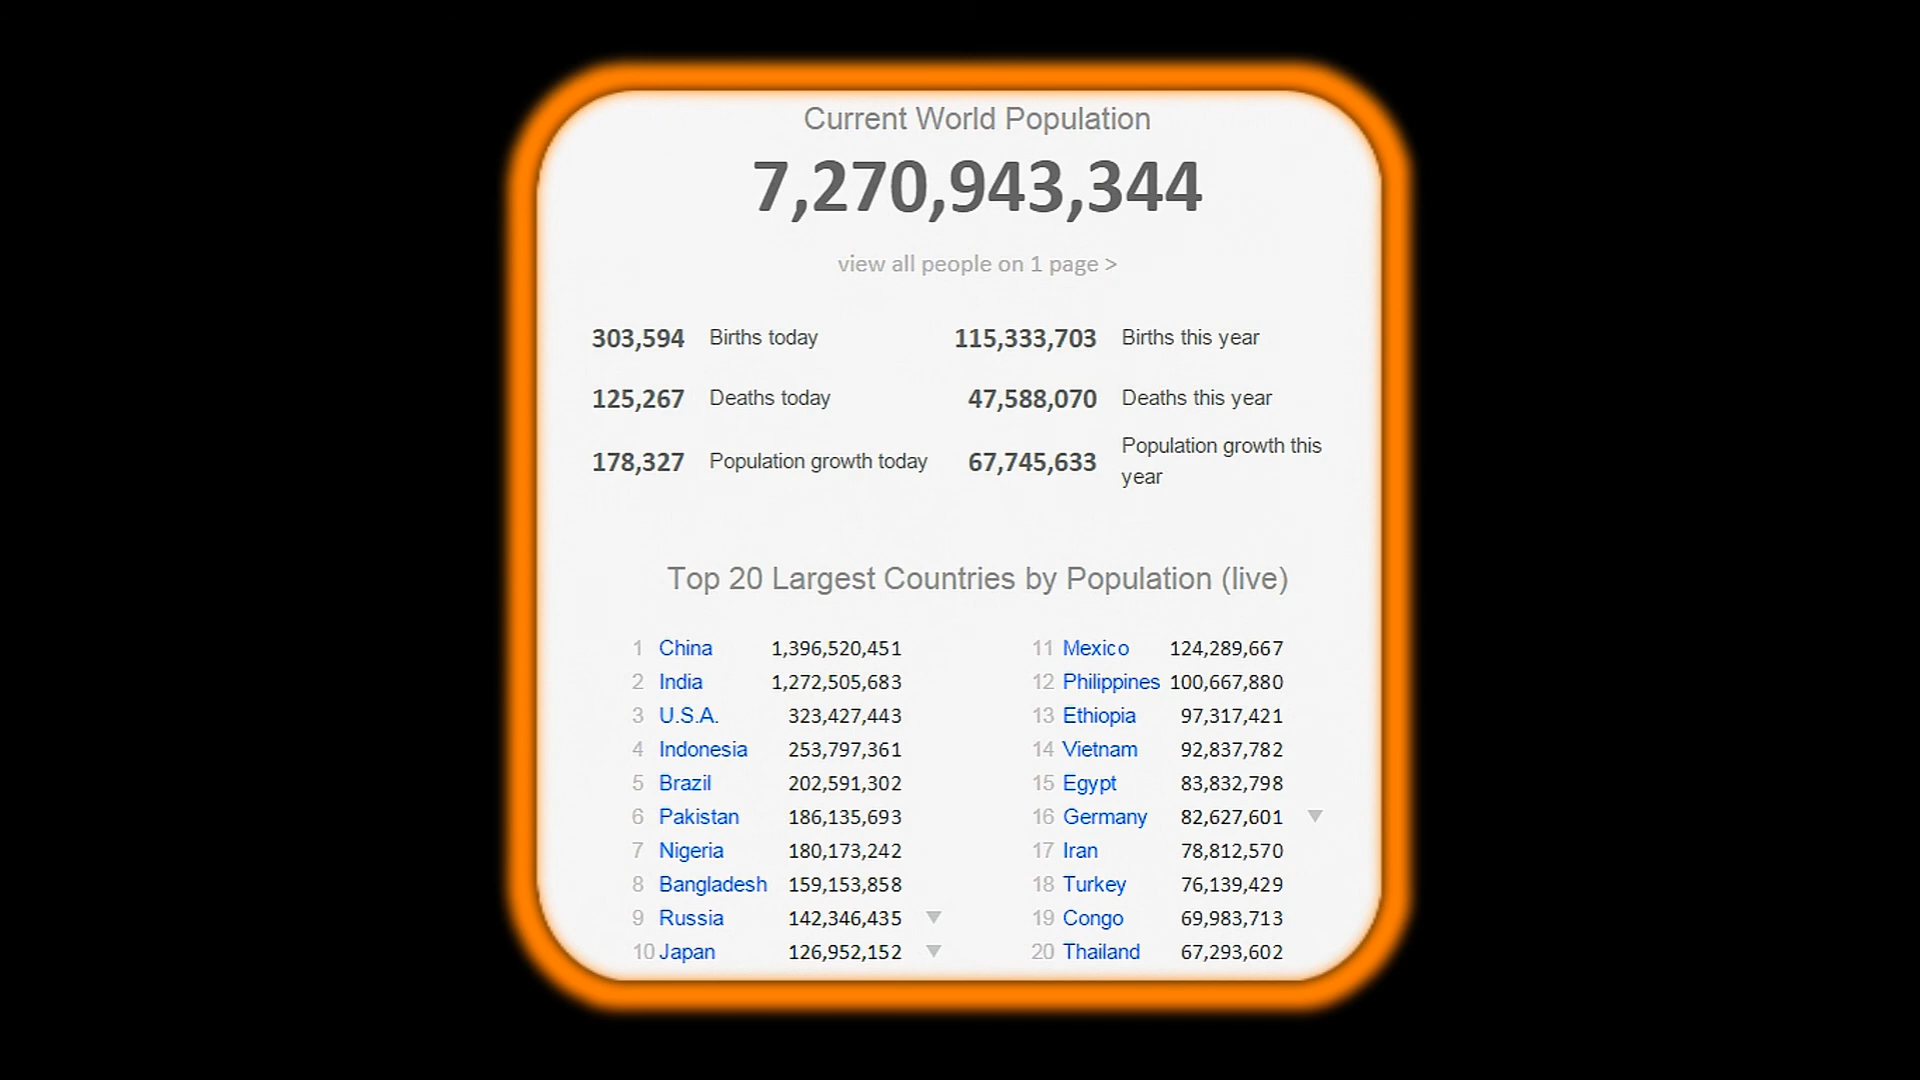 Current World Population
7,270,943,344
view all people on 1 page >
303,594 Births today 115,333,703 Births this year
125,267 Deaths today 47,588,070 Deaths this year
178,327 Population growth today 67,745,633 Population growth this
year
Top 20 Largest Countries by Population (live)
1 China 1,396,520,451 11 Mexico 124,289,667
2 India 1,272,505,683 12 Philippines 100,667,880
3 U.S.A. 323,427,443 13 Ethiopia 97,317,421
4 Indonesia 253,797,361 14 Vietnam 92,837,782
5 Brazil 202,591,302 15 Egypt 83,832,798
6 Pakistan 186,135,693 16 Germany 82,627,601 ▼
7 Nigeria 180,173,242 17 Iran 78,812,570
8 Bangladesh 159,153,858 18 Turkey 76,139,429
9 Russia 142,346,435 ▼ 19 Congo 69,983,713
10 Japan 126,952,152 ▼ 20 Thailand 67,293,602